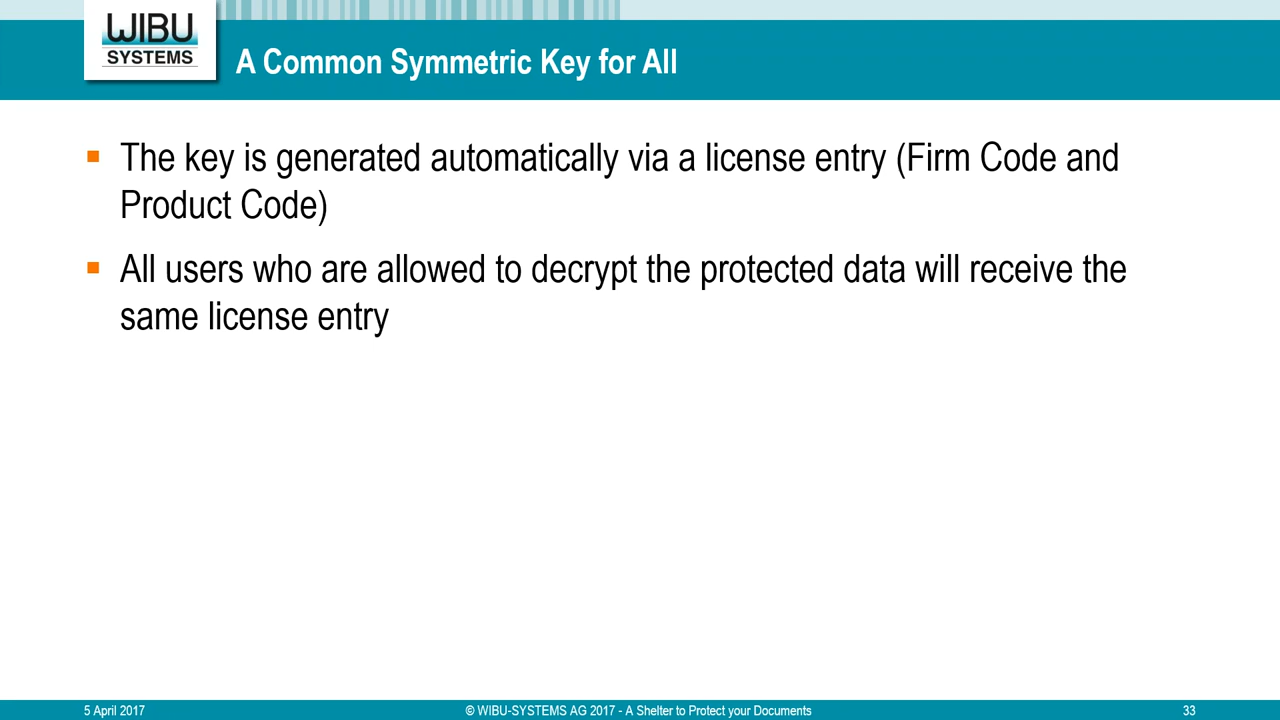 WIBU
SYSTEMS
A Common Symmetric Key for All
The key is generated automatically via a license entry (Firm Code and
Product Code)
All users who are allowed to decrypt the protected data will receive the
same license entry
5 April 2017
© WIBU-SYSTEMS AG 2017 - A Shelter to Protect your Documents
33